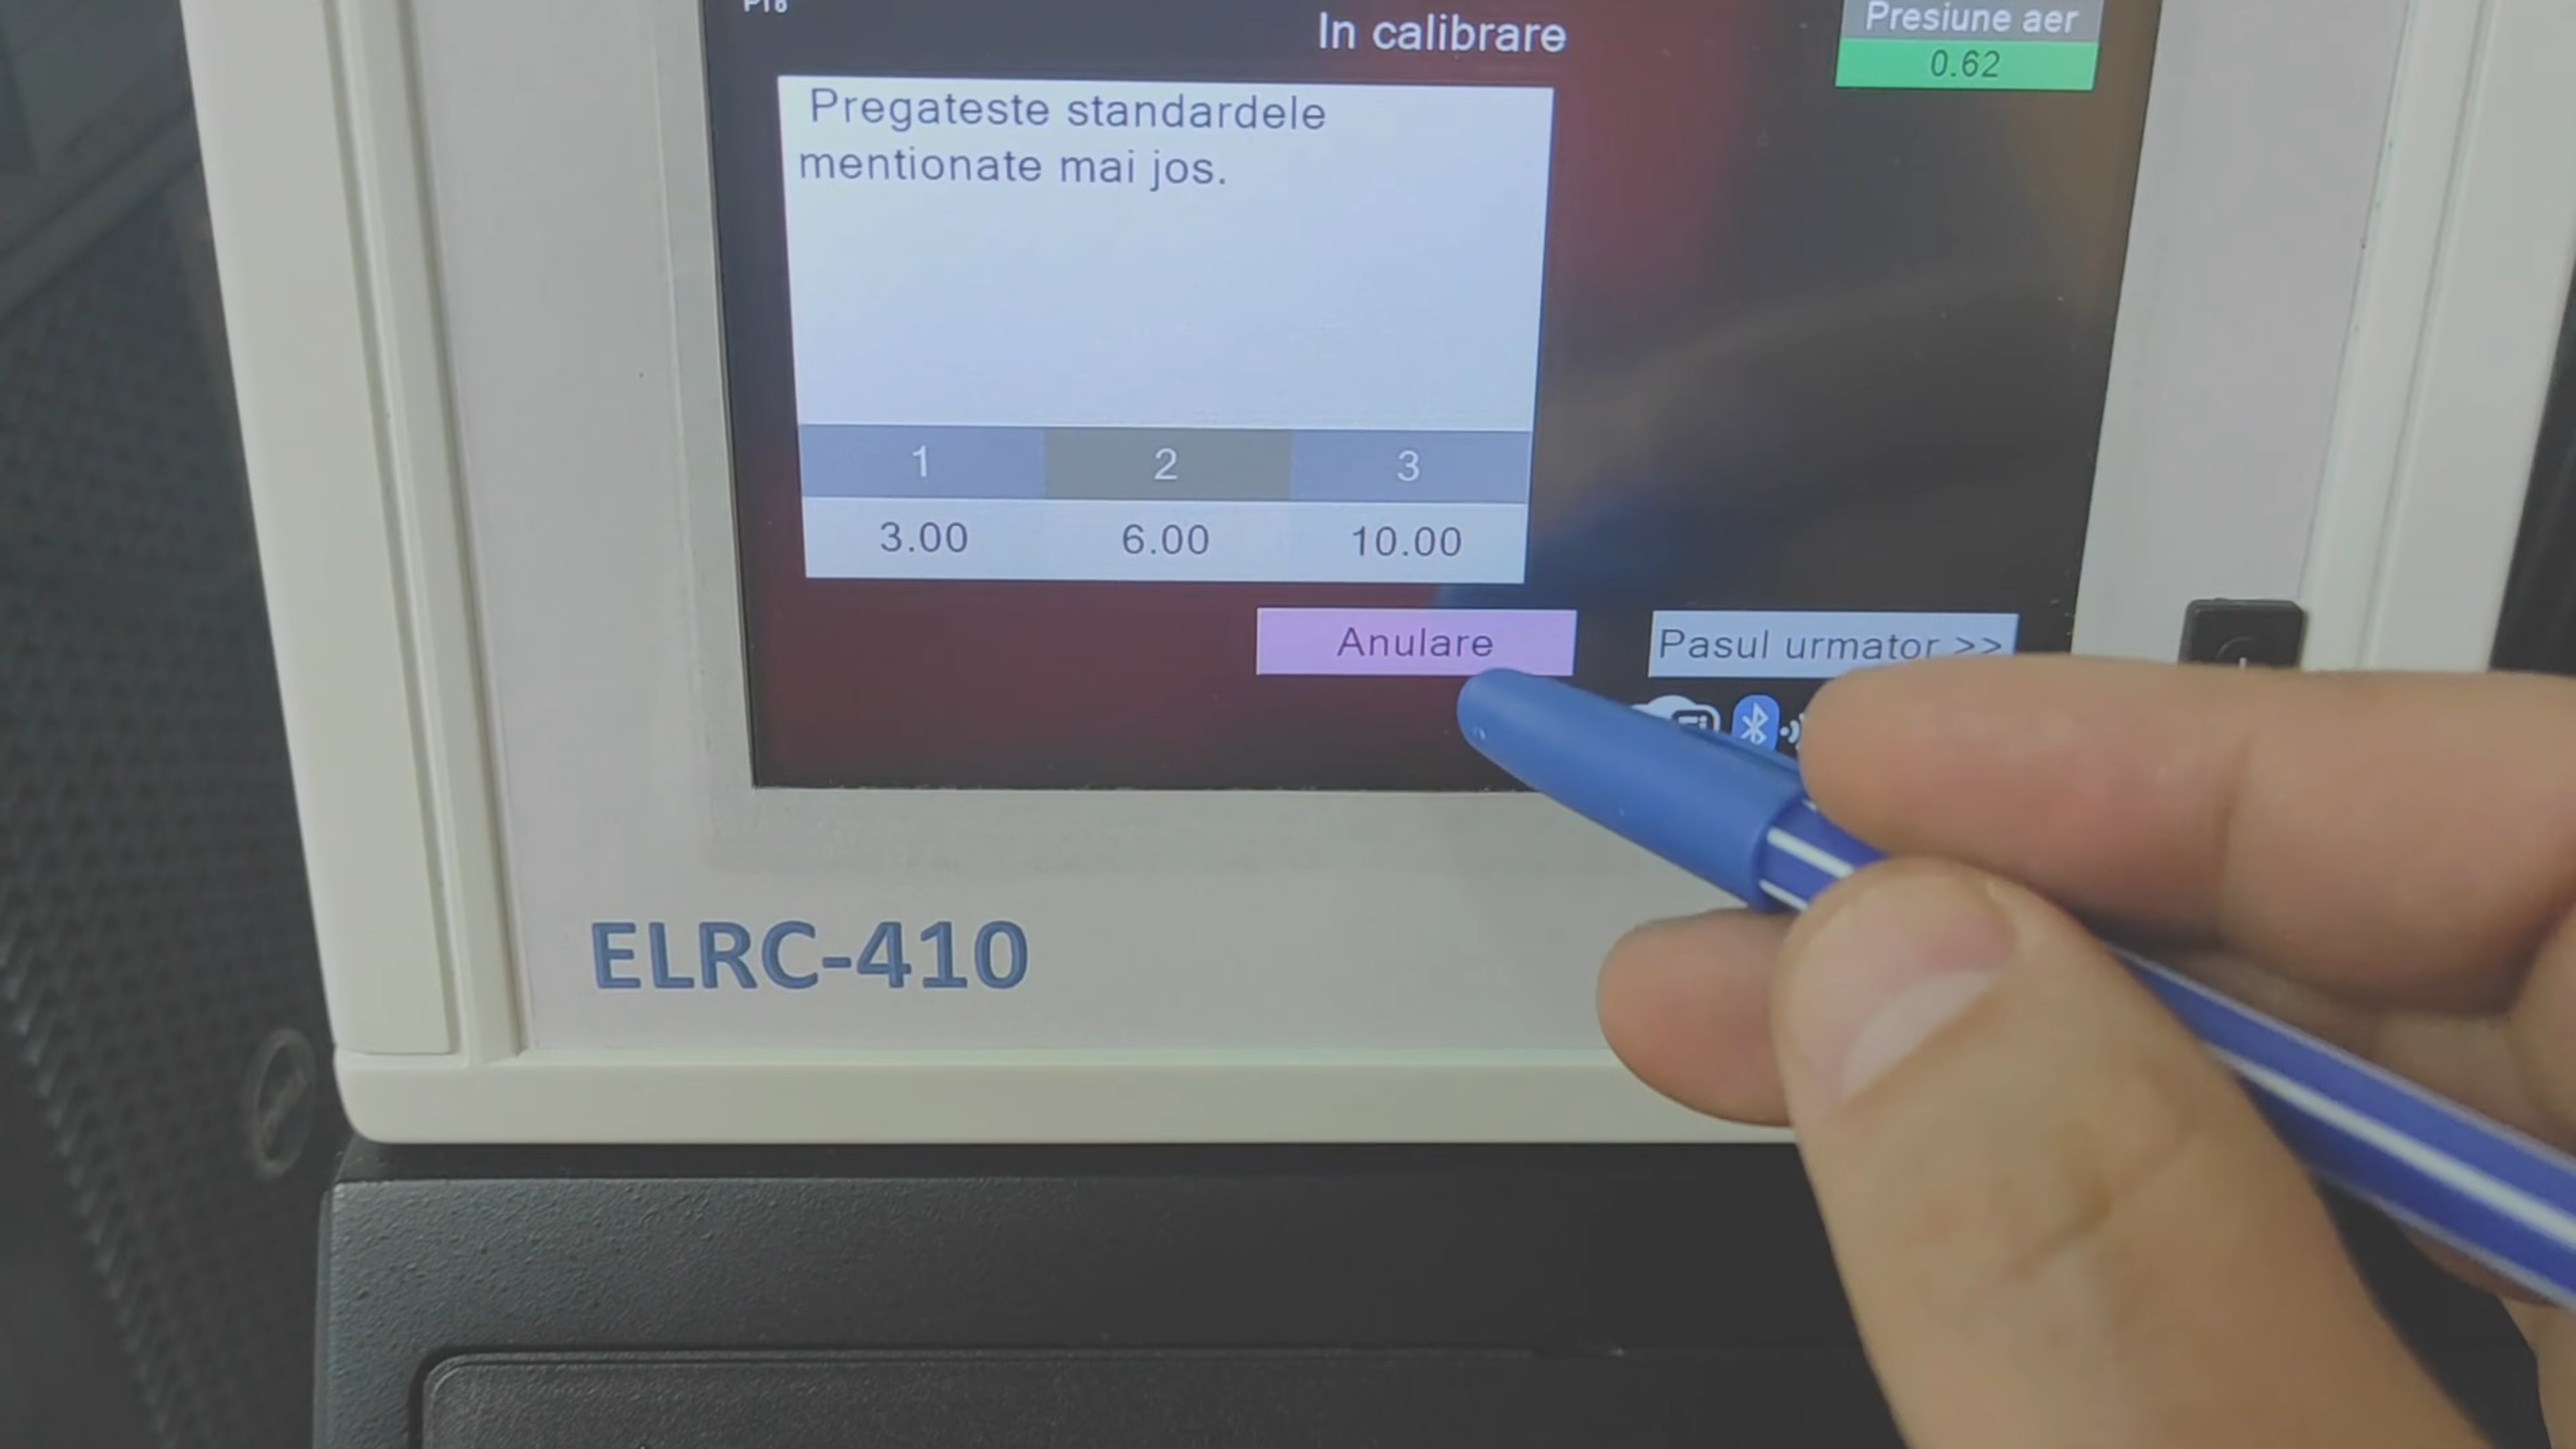 In calibrare
Presiune aer
0.62
Pregateste standardele
mentionate mai jos.
1 2 3
3.00 6.00 10.00
Anulare
Pasul urmator >>
ELRC-410